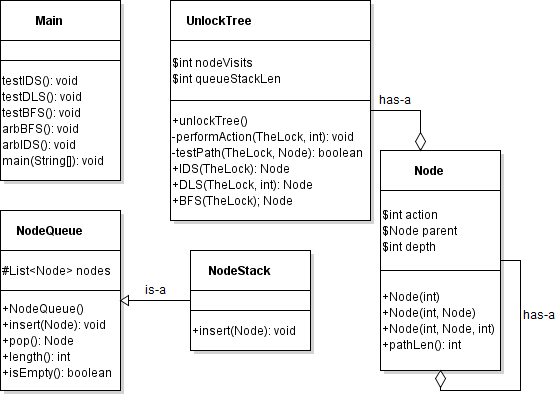 Main
testIDS(): void
testDLS(): void
testBFS(): void
arbBFS(): void
arbIDS(): void
main(String[]): void
UnlockTree
$int nodeVisits
$int queueStackLen
+unlockTree()
-performAction(TheLock, int): void
-testPath(TheLock, Node): boolean
+IDS(TheLock): Node
+DLS(TheLock, int): Node
+BFS(TheLock); Node
has-a
Node
$int action
$Node parent
$int depth
+Node(int)
+Node(int, Node)
+Node(int, Node, int)
+pathLen(): int
has-a
NodeQueue
#List<Node> nodes
+NodeQueue()
+insert(Node): void
+pop(): Node
+length(): int
+isEmpty(): boolean
is-a
NodeStack
+insert(Node): void